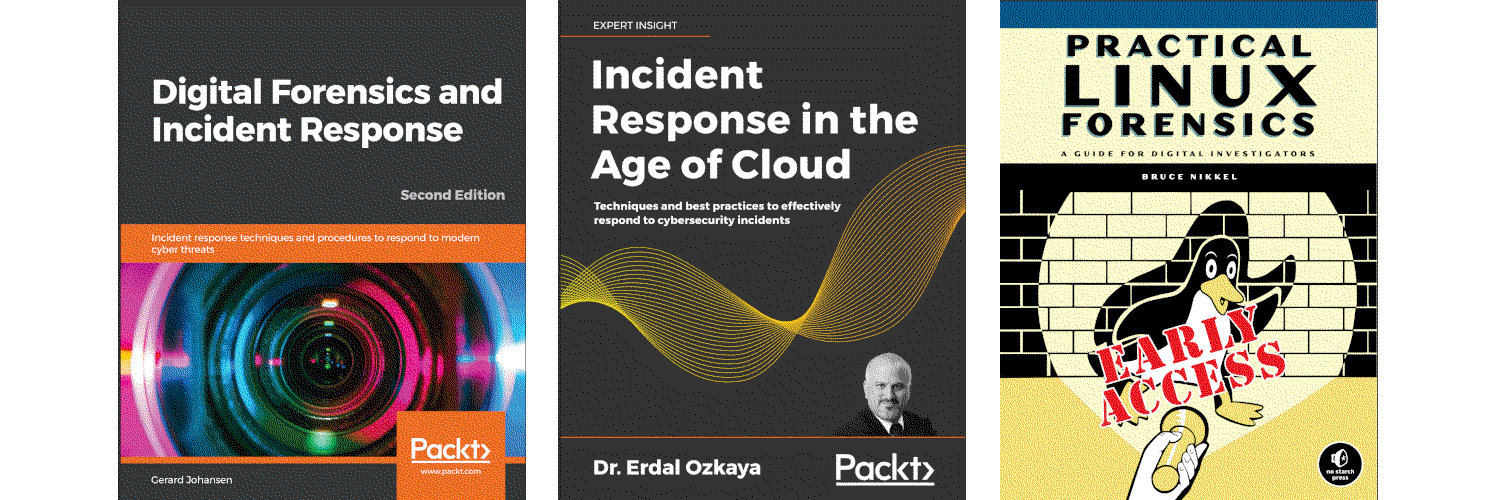 Digital Forensics and
Incident Response
Second Edition
Incident response techniques and procedures to respond to modern
cyber threats
Packt>
www.packt.com
Gerard Johansen
EXPERT INSIGHT
Incident
Response in the
Age of Cloud
Techniques and best practices to effectively
respond to cybersecurity incidents
Dr. Erdal Ozkaya
Packt>
PRACTICAL
LINUX
FORENSICS
A GUIDE FOR DIGITAL INVESTIGATORS
BRUCE NIKKEL
EARLY
ACCESS
no starch
press